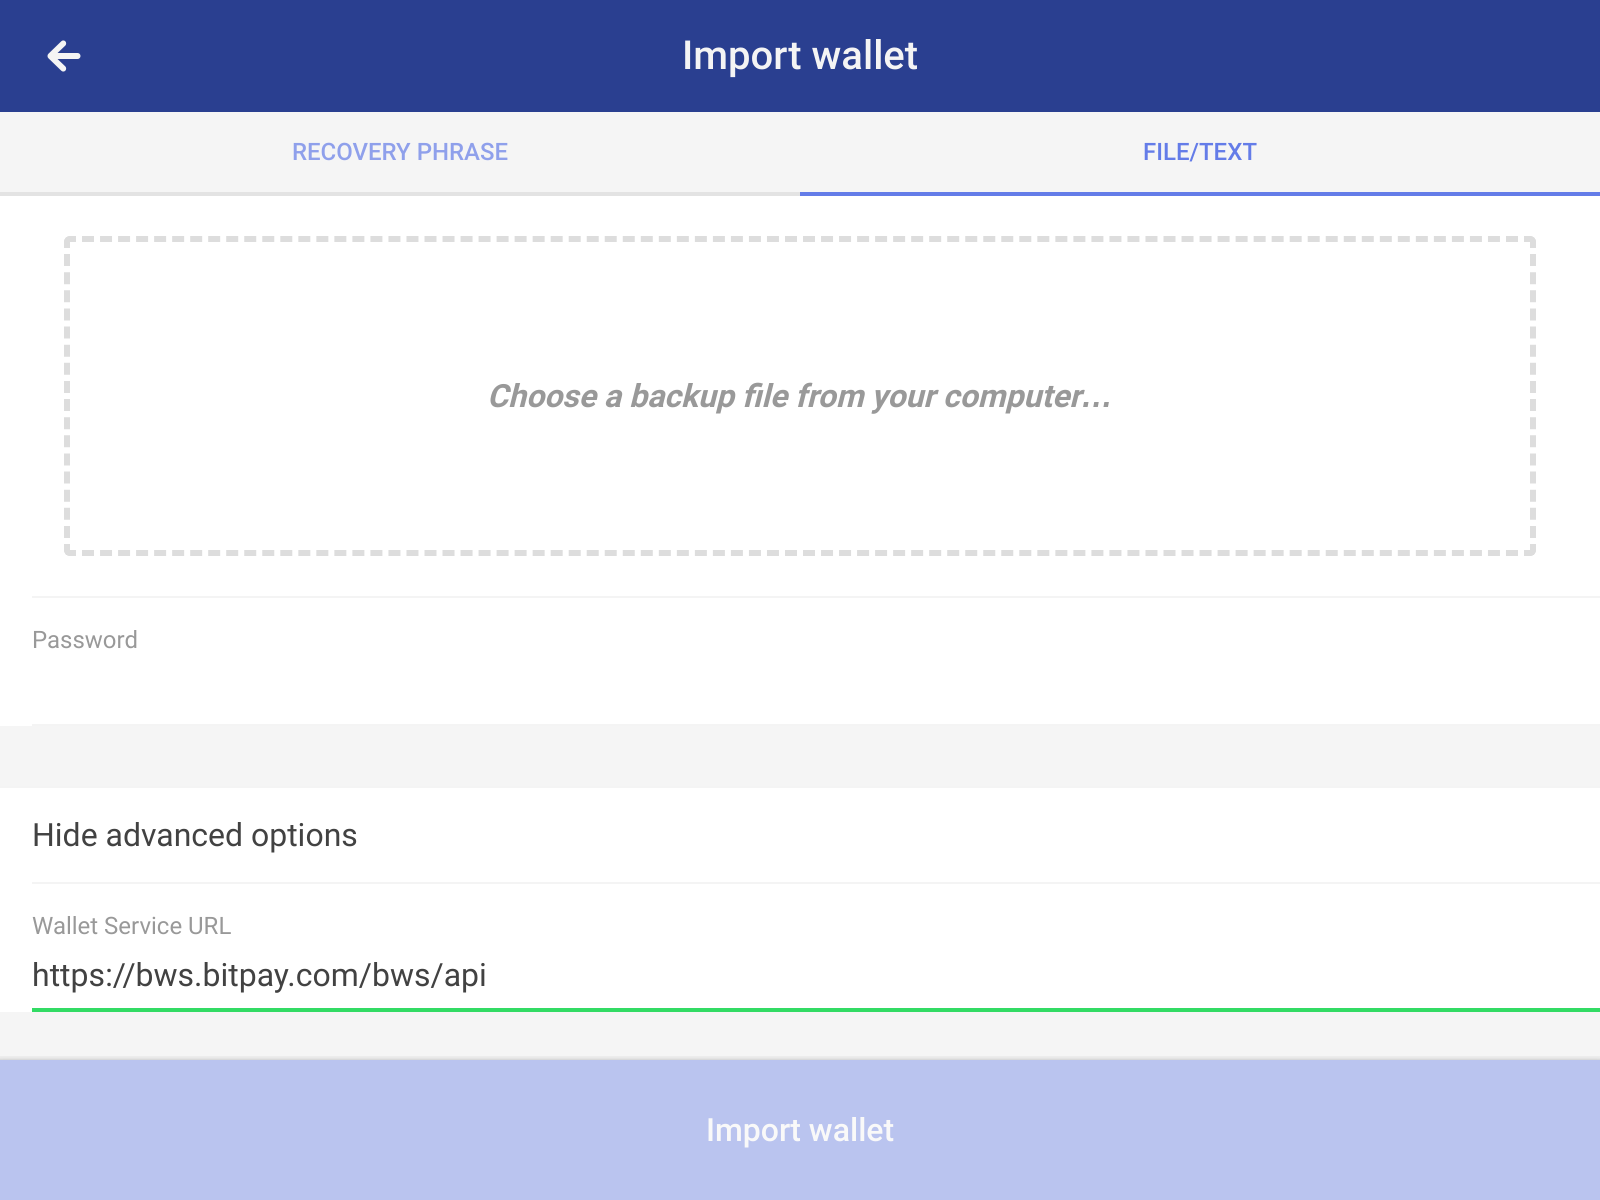 Import wallet
RECOVERY PHRASE
FILE/TEXT
Choose a backup file from your computer...
Password
Hide advanced options
Wallet Service URL
https://bws.bitpay.com/bws/api
Import wallet